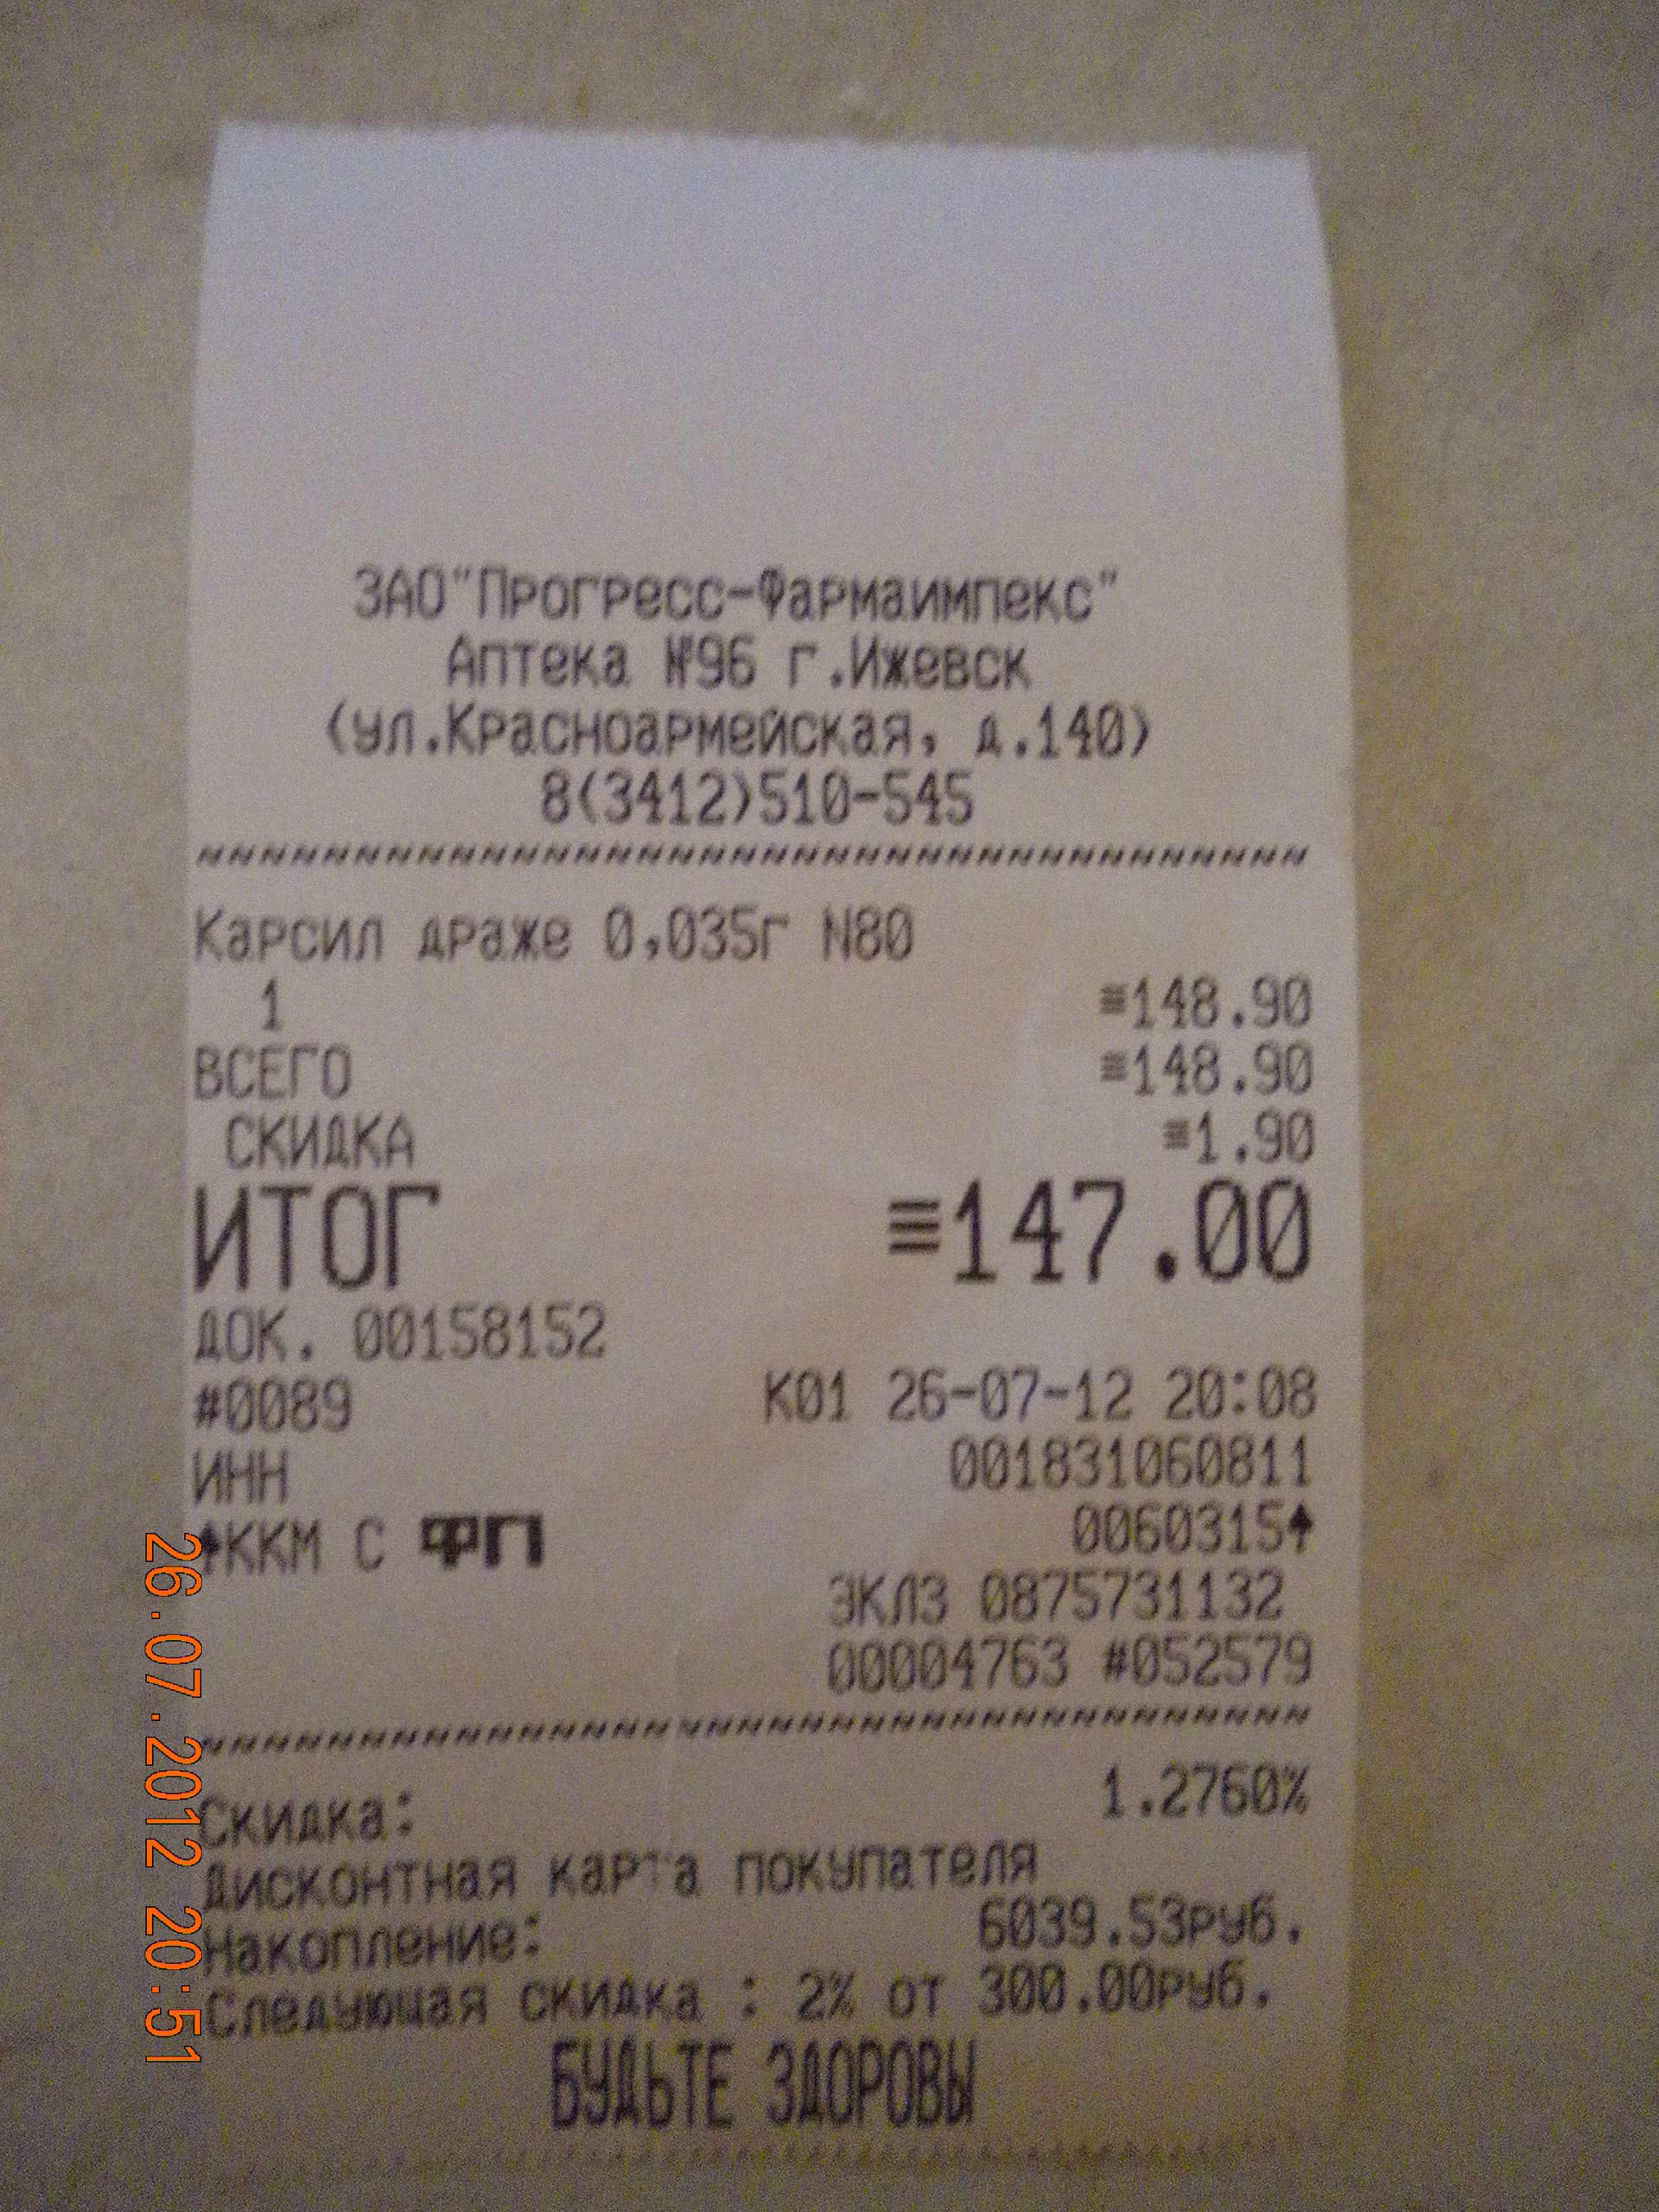 ЗАО"Прогресс-Фармаимпекс"
Аптека №96 г.Ижевск
(ул.Красноармейская, д.140)
8(3412)510-545
Карсил драже 0,035г N80
1 ≡148.90
ВСЕГО ≡148.90
СКИДКА ≡1.90
ИТОГ ≡147.00
ДОК. 00158152
#0089 К01 26-07-12 20:08
ИНН 001831060811
↑ККМ С ФП 0060315↑
ЭКЛЗ 0875731132
00004763 #052579
Скидка: 1.2760%
Дисконтная карта покупателя
Накопление: 6039.53руб.
Следующая скидка : 2% от 300.00руб.
БУДЬТЕ ЗДОРОВЫ
26.07.2012 20:51